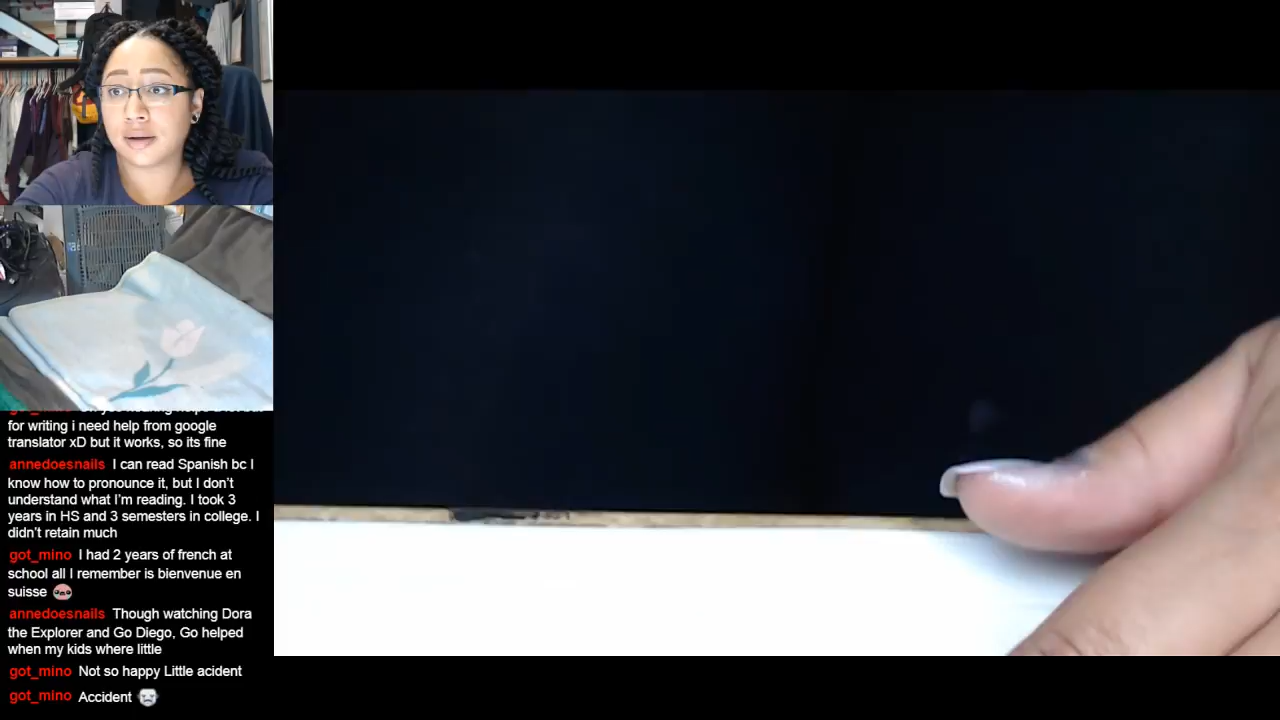 for writing i need help from google
translator xD but it works, so its fine
annedoesnails I can read Spanish bc I
know how to pronounce it, but I don't
understand what I'm reading. I took 3
years in HS and 3 semesters in college. I
didn't retain much
got_mino I had 2 years of french at
school all I remember is bienvenue en
suisse
annedoesnails Though watching Dora
the Explorer and Go Diego, Go helped
when my kids where little
got_mino Not so happy Little acident
got_mino Accident